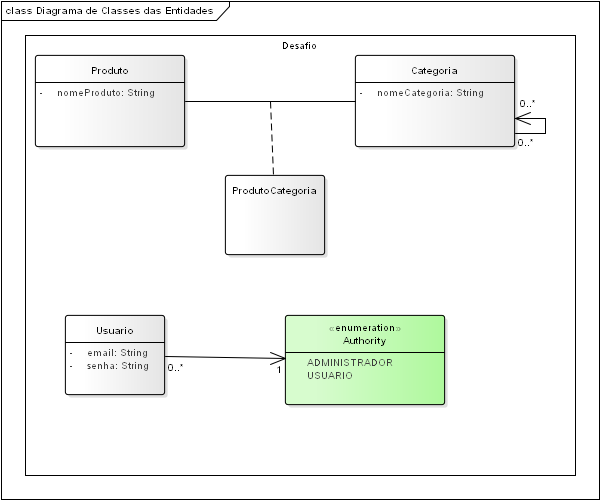 class Diagrama de Classes das Entidades
Desafio
Produto
- nomeProduto: String
Categoria
- nomeCategoria: String
0..*
0..*
ProdutoCategoria
Usuario
- email: String
- senha: String
0..*
1
«enumeration»
Authority
ADMINISTRADOR
USUARIO